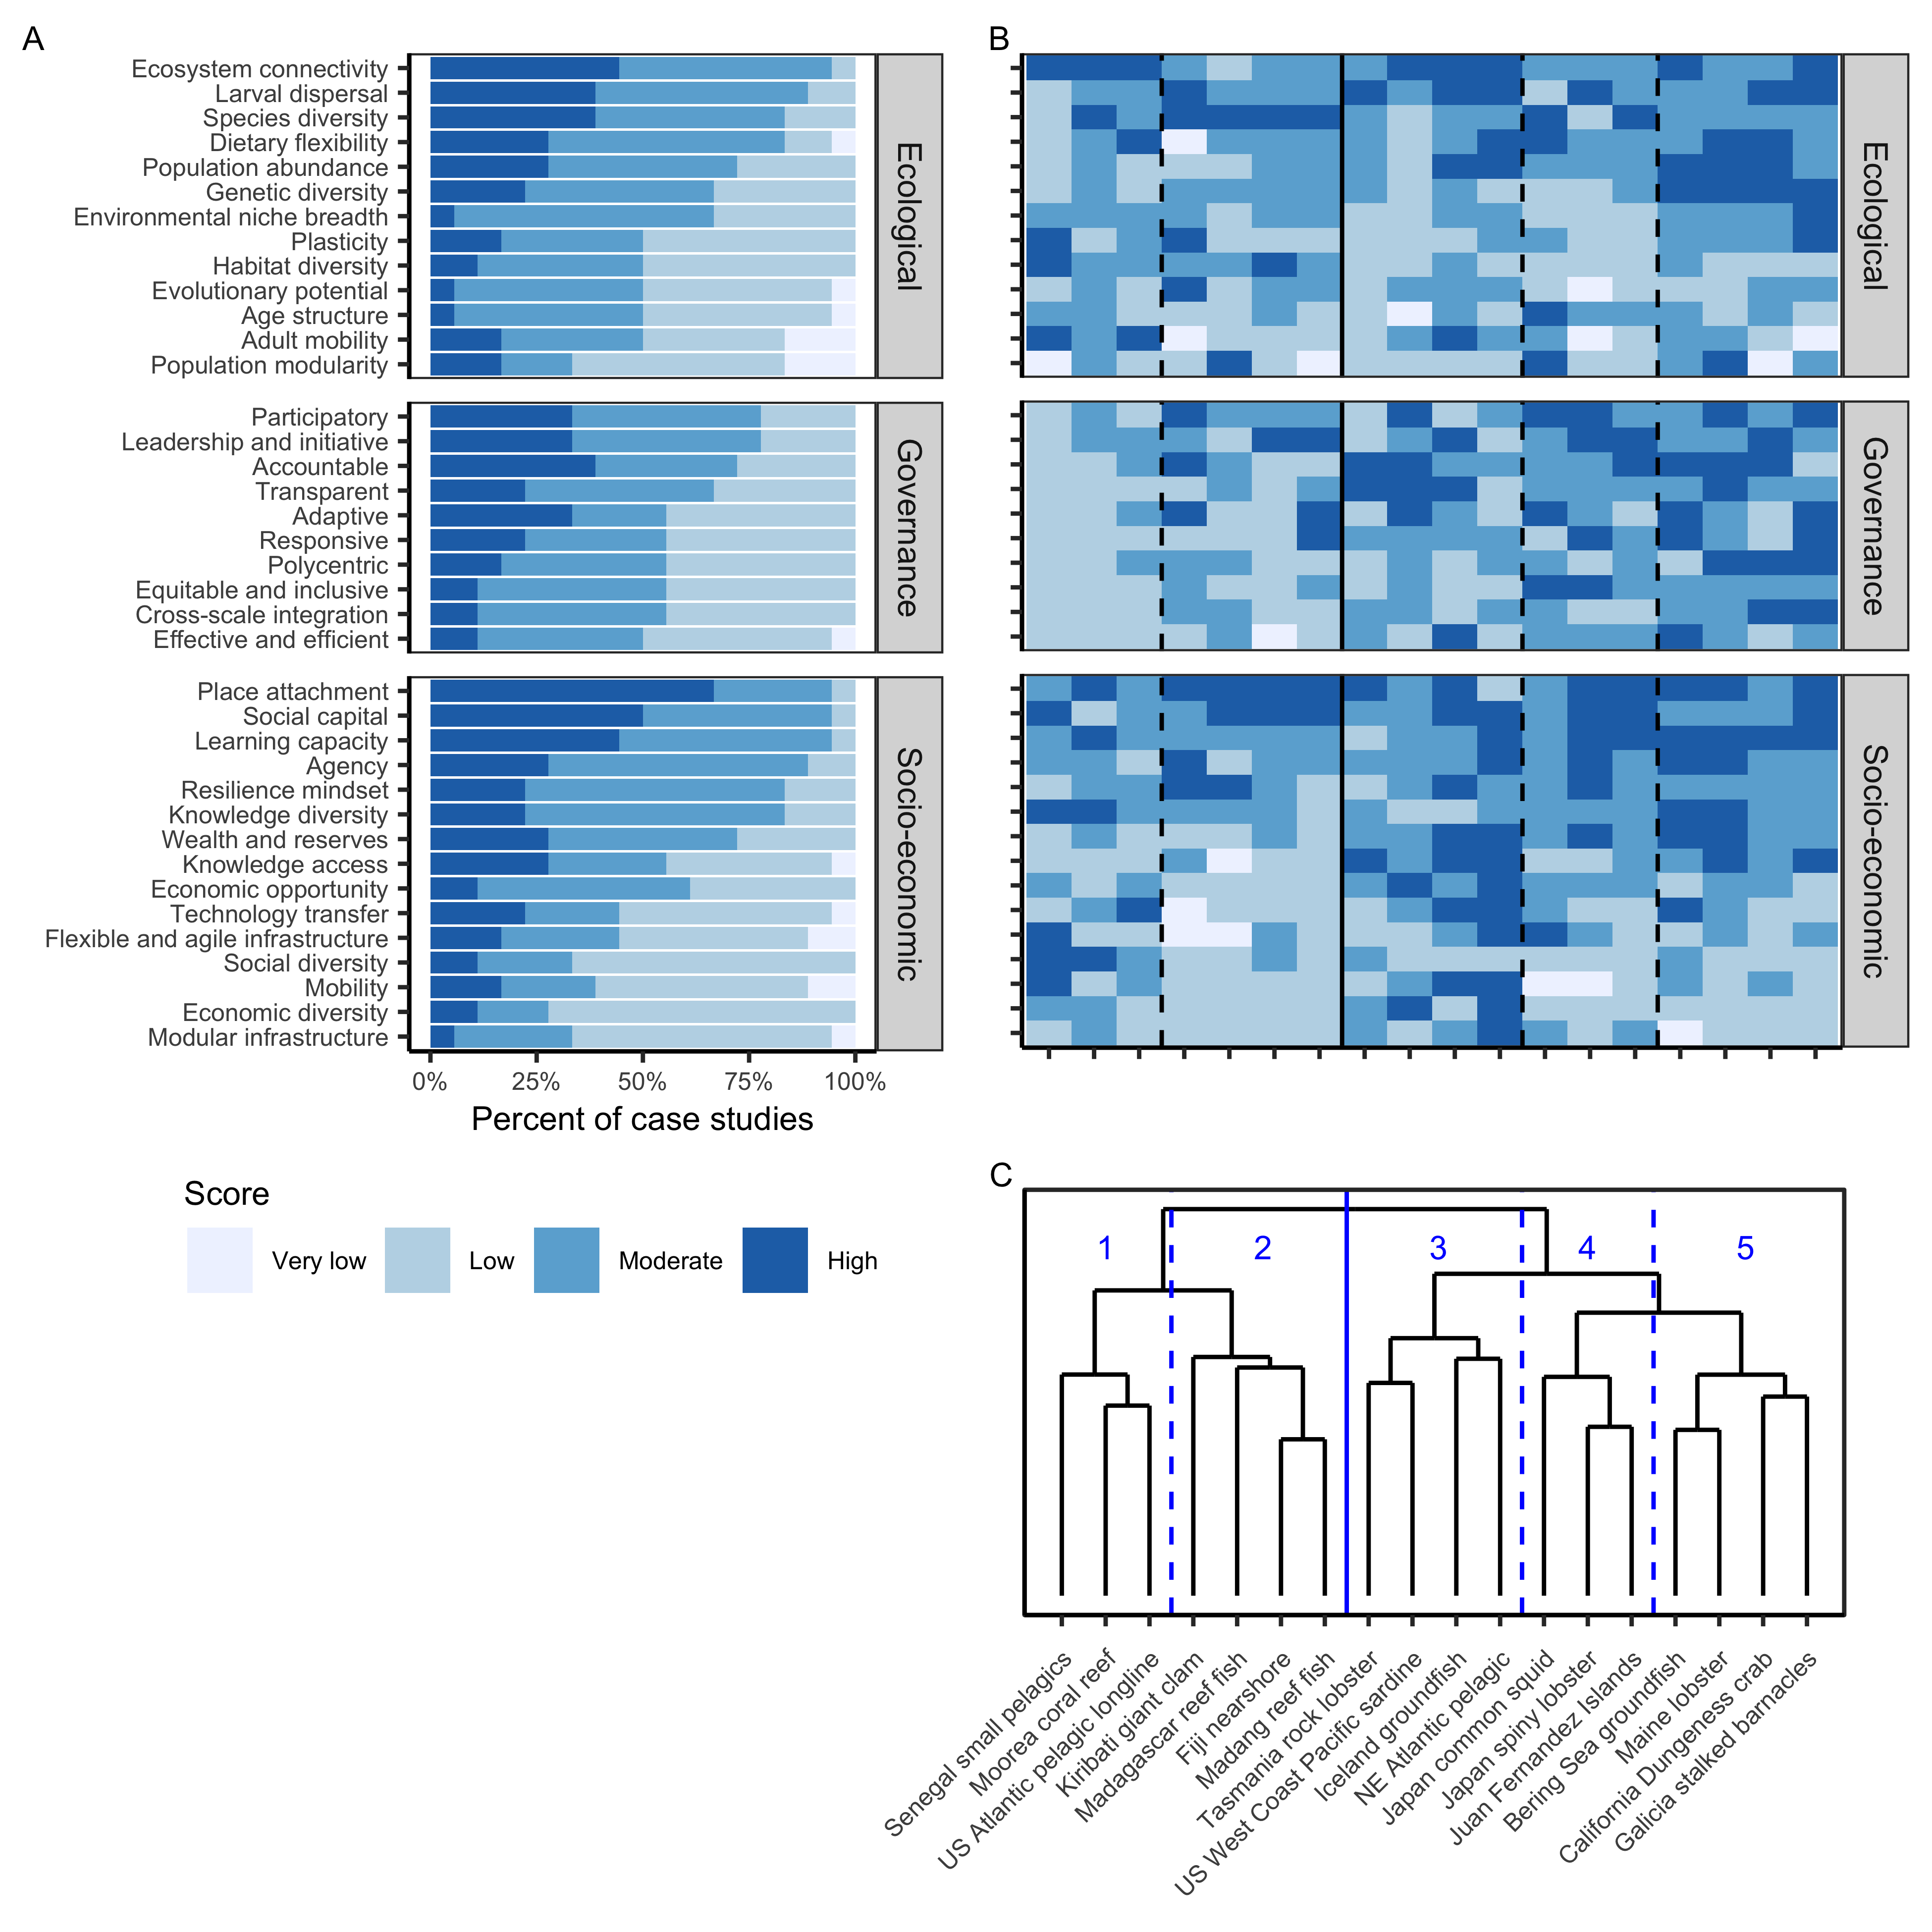 A
B
Ecosystem connectivity
Larval dispersal
Species diversity
Dietary flexibility
Population abundance
Genetic diversity
Environmental niche breadth
Plasticity
Habitat diversity
Evolutionary potential
Age structure
Adult mobility
Population modularity
Ecological
Ecological
Participatory
Leadership and initiative
Accountable
Transparent
Adaptive
Responsive
Polycentric
Equitable and inclusive
Cross-scale integration
Effective and efficient
Governance
Governance
Place attachment
Social capital
Learning capacity
Agency
Resilience mindset
Knowledge diversity
Wealth and reserves
Knowledge access
Economic opportunity
Technology transfer
Flexible and agile infrastructure
Social diversity
Mobility
Economic diversity
Modular infrastructure
Socio-economic
Socio-economic
0% 25% 50% 75% 100%
Percent of case studies
Score
Very low Low Moderate High
C
1 2 3 4 5
Senegal small pelagics
Moorea coral reef
US Atlantic pelagic longline
Kiribati giant clam
Madagascar reef fish
Fiji nearshore
Madang reef fish
Tasmania rock lobster
US West Coast Pacific sardine
Iceland groundfish
NE Atlantic pelagic
Japan common squid
Japan spiny lobster
Juan Fernandez Islands
Bering Sea groundfish
Maine lobster
California Dungeness crab
Galicia stalked barnacles